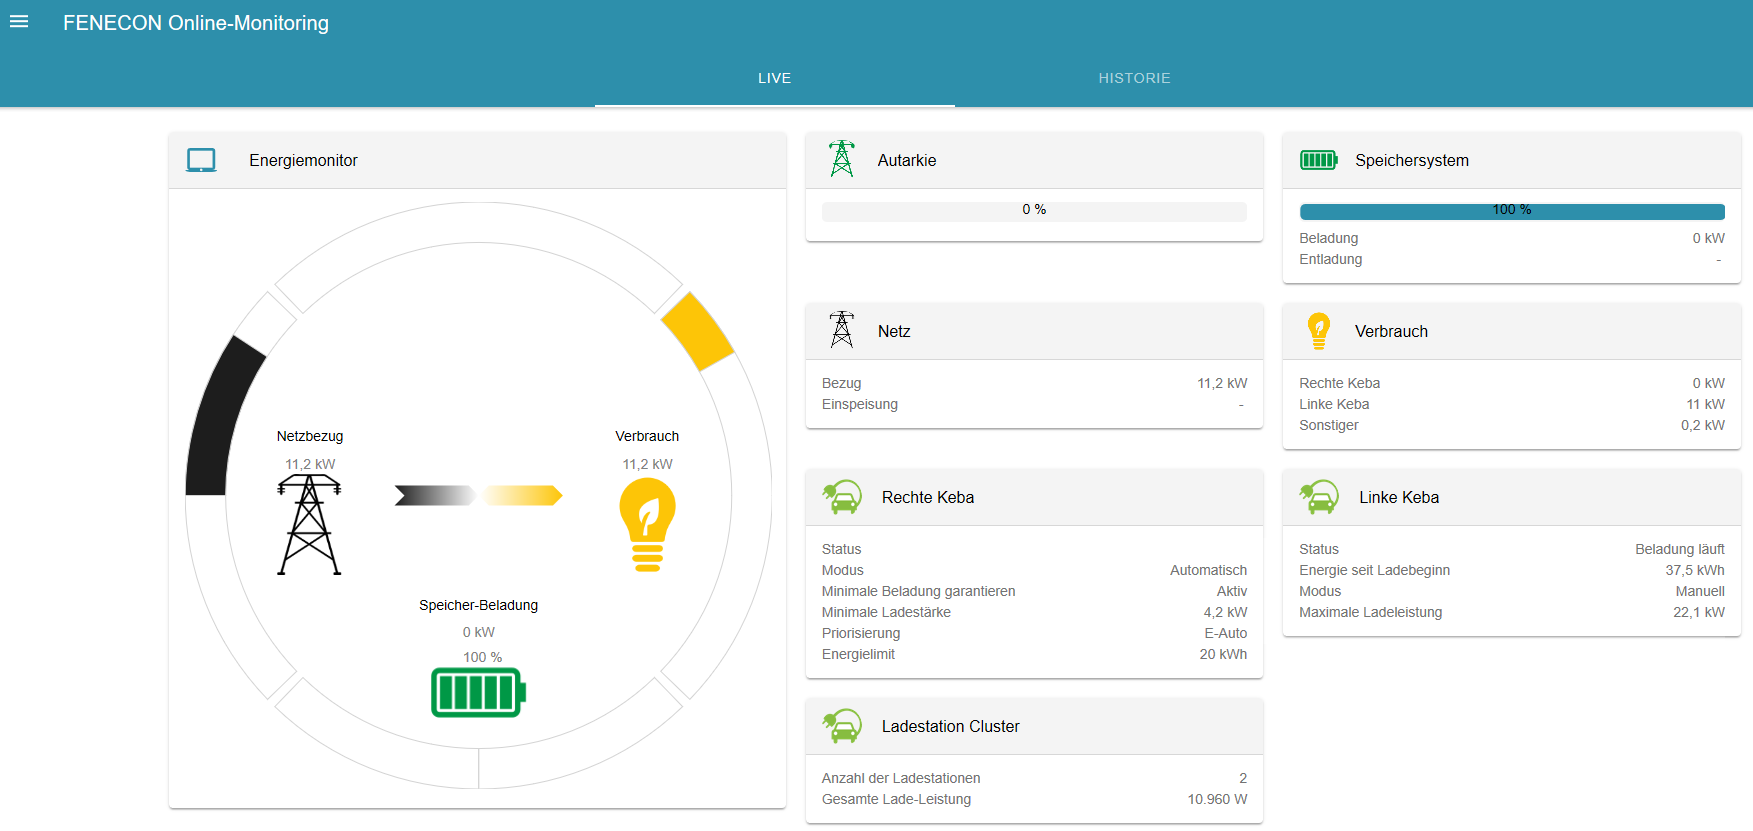 FENECON Online-Monitoring
LIVE
HISTORIE
Energiemonitor
Netzbezug
11,2 kW
Verbrauch
11,2 kW
Speicher-Beladung
0 kW
100 %
Autarkie
0 %
Speichersystem
100 %
Beladung 0 kW
Entladung -
Netz
Bezug 11,2 kW
Einspeisung -
Verbrauch
Rechte Keba 0 kW
Linke Keba 11 kW
Sonstiger 0,2 kW
Rechte Keba
Status
Modus Automatisch
Minimale Beladung garantieren Aktiv
Minimale Ladestärke 4,2 kW
Priorisierung E-Auto
Energielimit 20 kWh
Linke Keba
Status Beladung läuft
Energie seit Ladebeginn 37,5 kWh
Modus Manuell
Maximale Ladeleistung 22,1 kW
Ladestation Cluster
Anzahl der Ladestationen 2
Gesamte Lade-Leistung 10.960 W